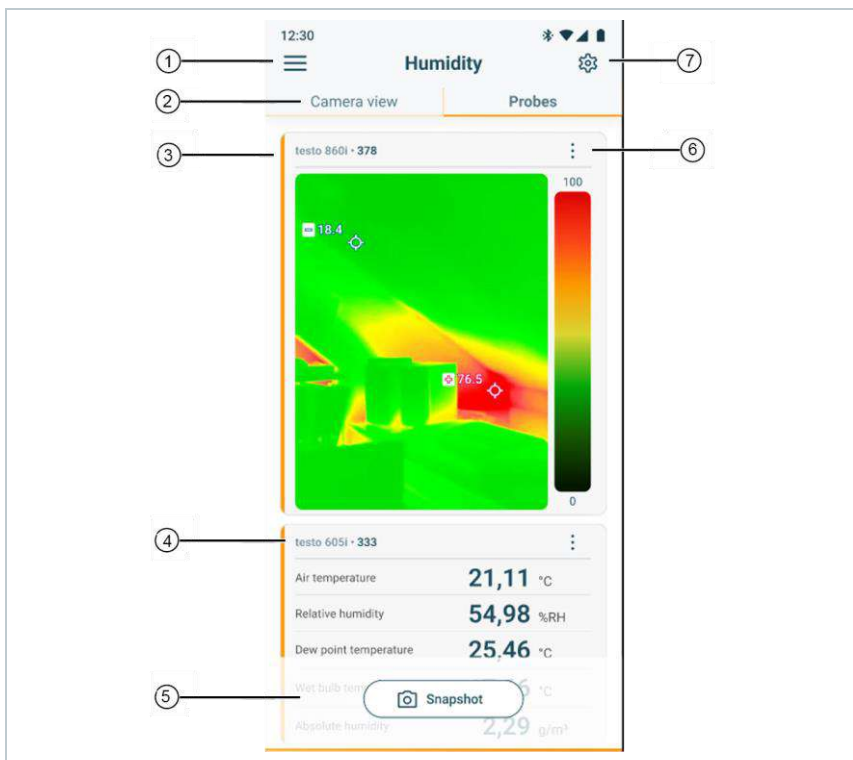 12:30
1 Humidity 7
2 Camera view Probes
3 testo 860i • 378 6
100
18.4
76.5
0
4 testo 605i • 333
Air temperature 21,11 °C
Relative humidity 54,98 %RH
Dew point temperature 25,46 °C
Wet bulb °C
5 Snapshot
Absolute humidity 2,29 g/m³